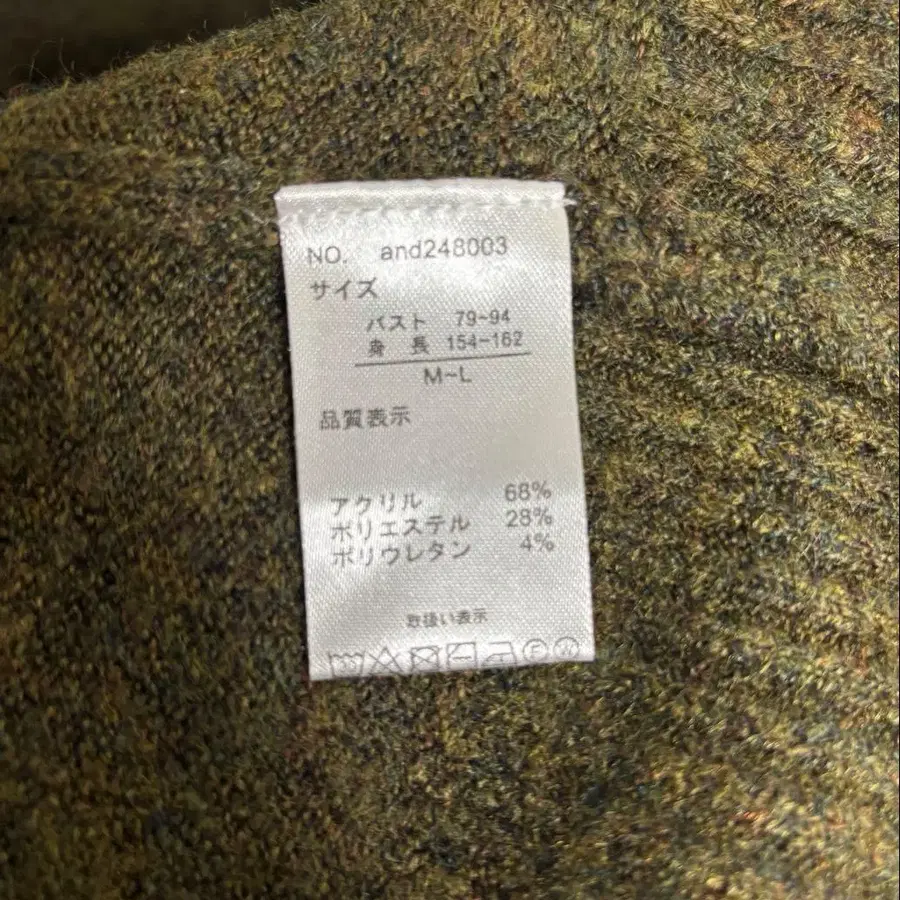 NO. and248003
サイズ
バスト 79~94
身長 154~162
M~L
品質表示
アクリル 68%
ポリエステル 28%
ポリウレタン 4%
取扱い表示
F W